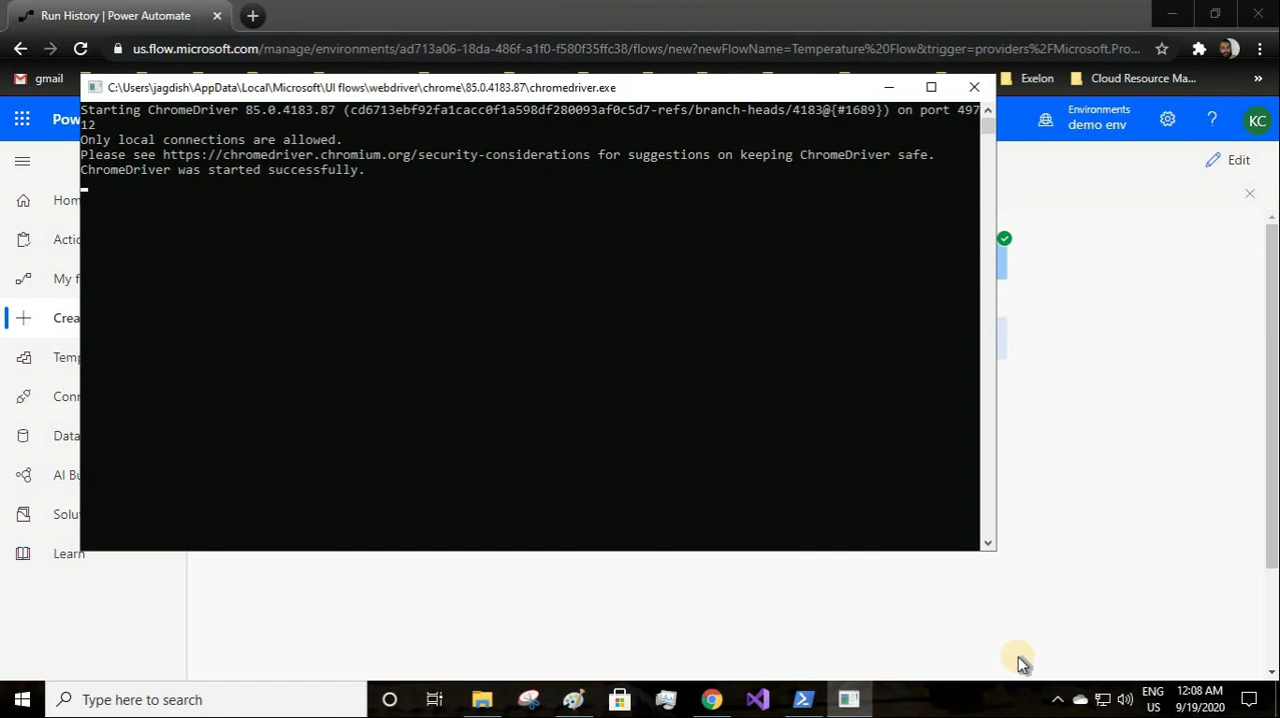 Run History | Power Automate
us.flow.microsoft.com/manage/environments/ad713a06-18da-486f-a1f0-f580f35ffc38/flows/new?newFlowName=Temperature%20Flow&trigger=providers%2FMicrosoft.Pro...
gmail
Exelon
Cloud Resource Ma...
»
C:\Users\jagdish\AppData\Local\Microsoft\UI flows\webdriver\chrome\85.0.4183.87\chromedriver.exe
Starting ChromeDriver 85.0.4183.87 (cd6713ebf92fa1cacc0f1a598df280093af0c5d7-refs/branch-heads/4183@{#1689}) on port 497
12
Only local connections are allowed.
Please see https://chromedriver.chromium.org/security-considerations for suggestions on keeping ChromeDriver safe.
ChromeDriver was started successfully.
Pow
Environments
demo env
?
KC
Edit
Hom
Actio
My f
Crea
Temp
Conn
Data
AI Bu
Solu
Learn
Type here to search
ENG
US
12:08 AM
9/19/2020